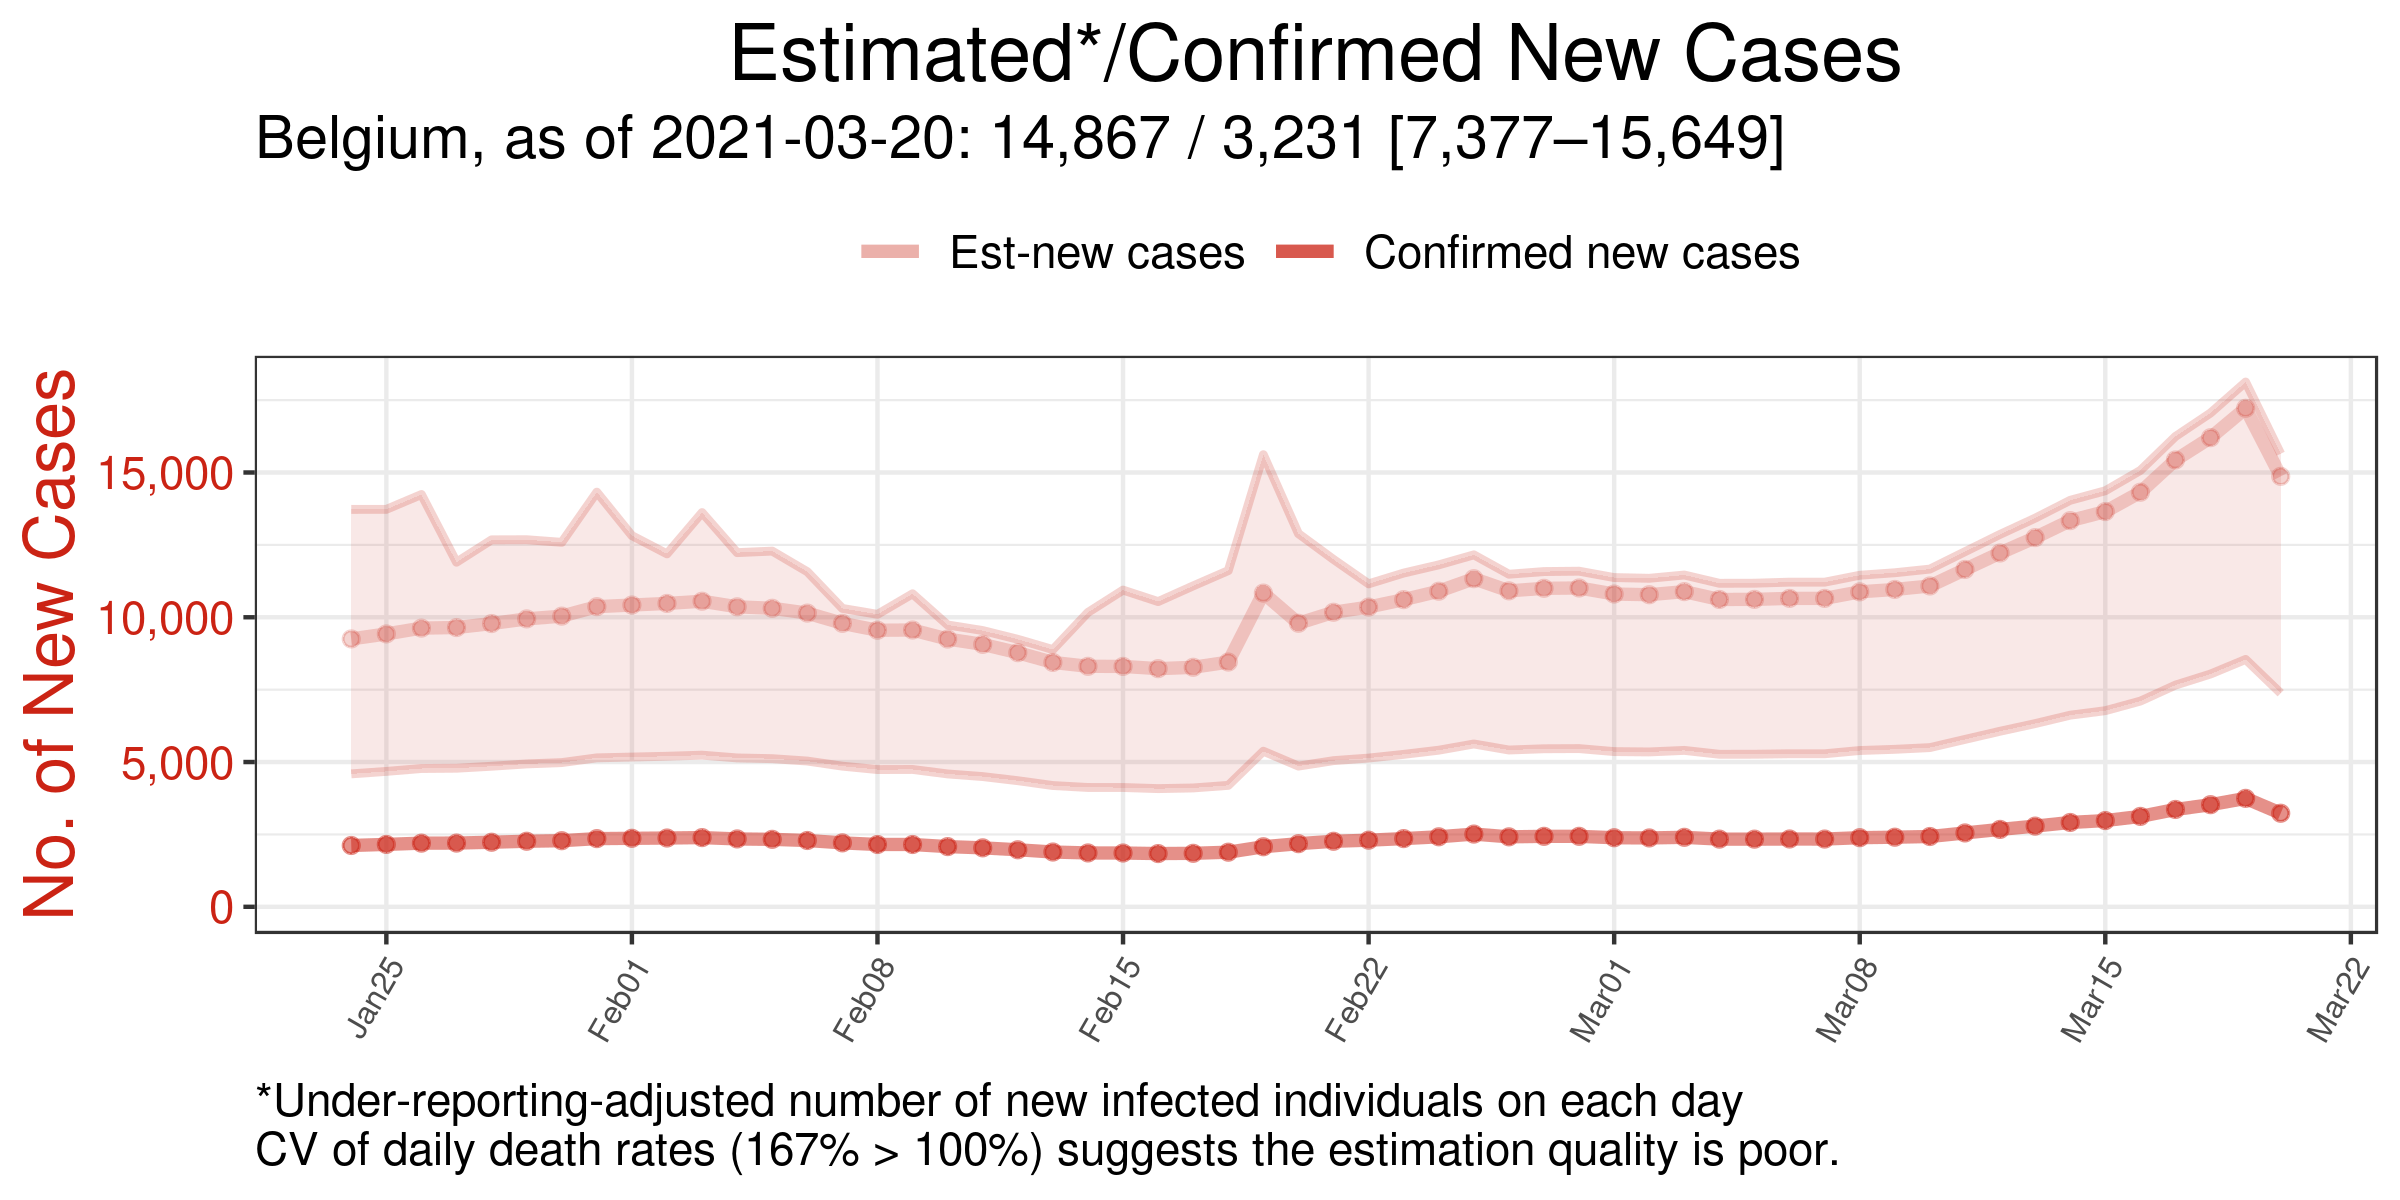 Estimated*/Confirmed New Cases
Belgium, as of 2021-03-20: 14,867 / 3,231 [7,377–15,649]
Est-new cases
Confirmed new cases
No. of New Cases
15,000
10,000
5,000
0
Jan25
Feb01
Feb08
Feb15
Feb22
Mar01
Mar08
Mar15
Mar22
*Under-reporting-adjusted number of new infected individuals on each day
CV of daily death rates (167% > 100%) suggests the estimation quality is poor.